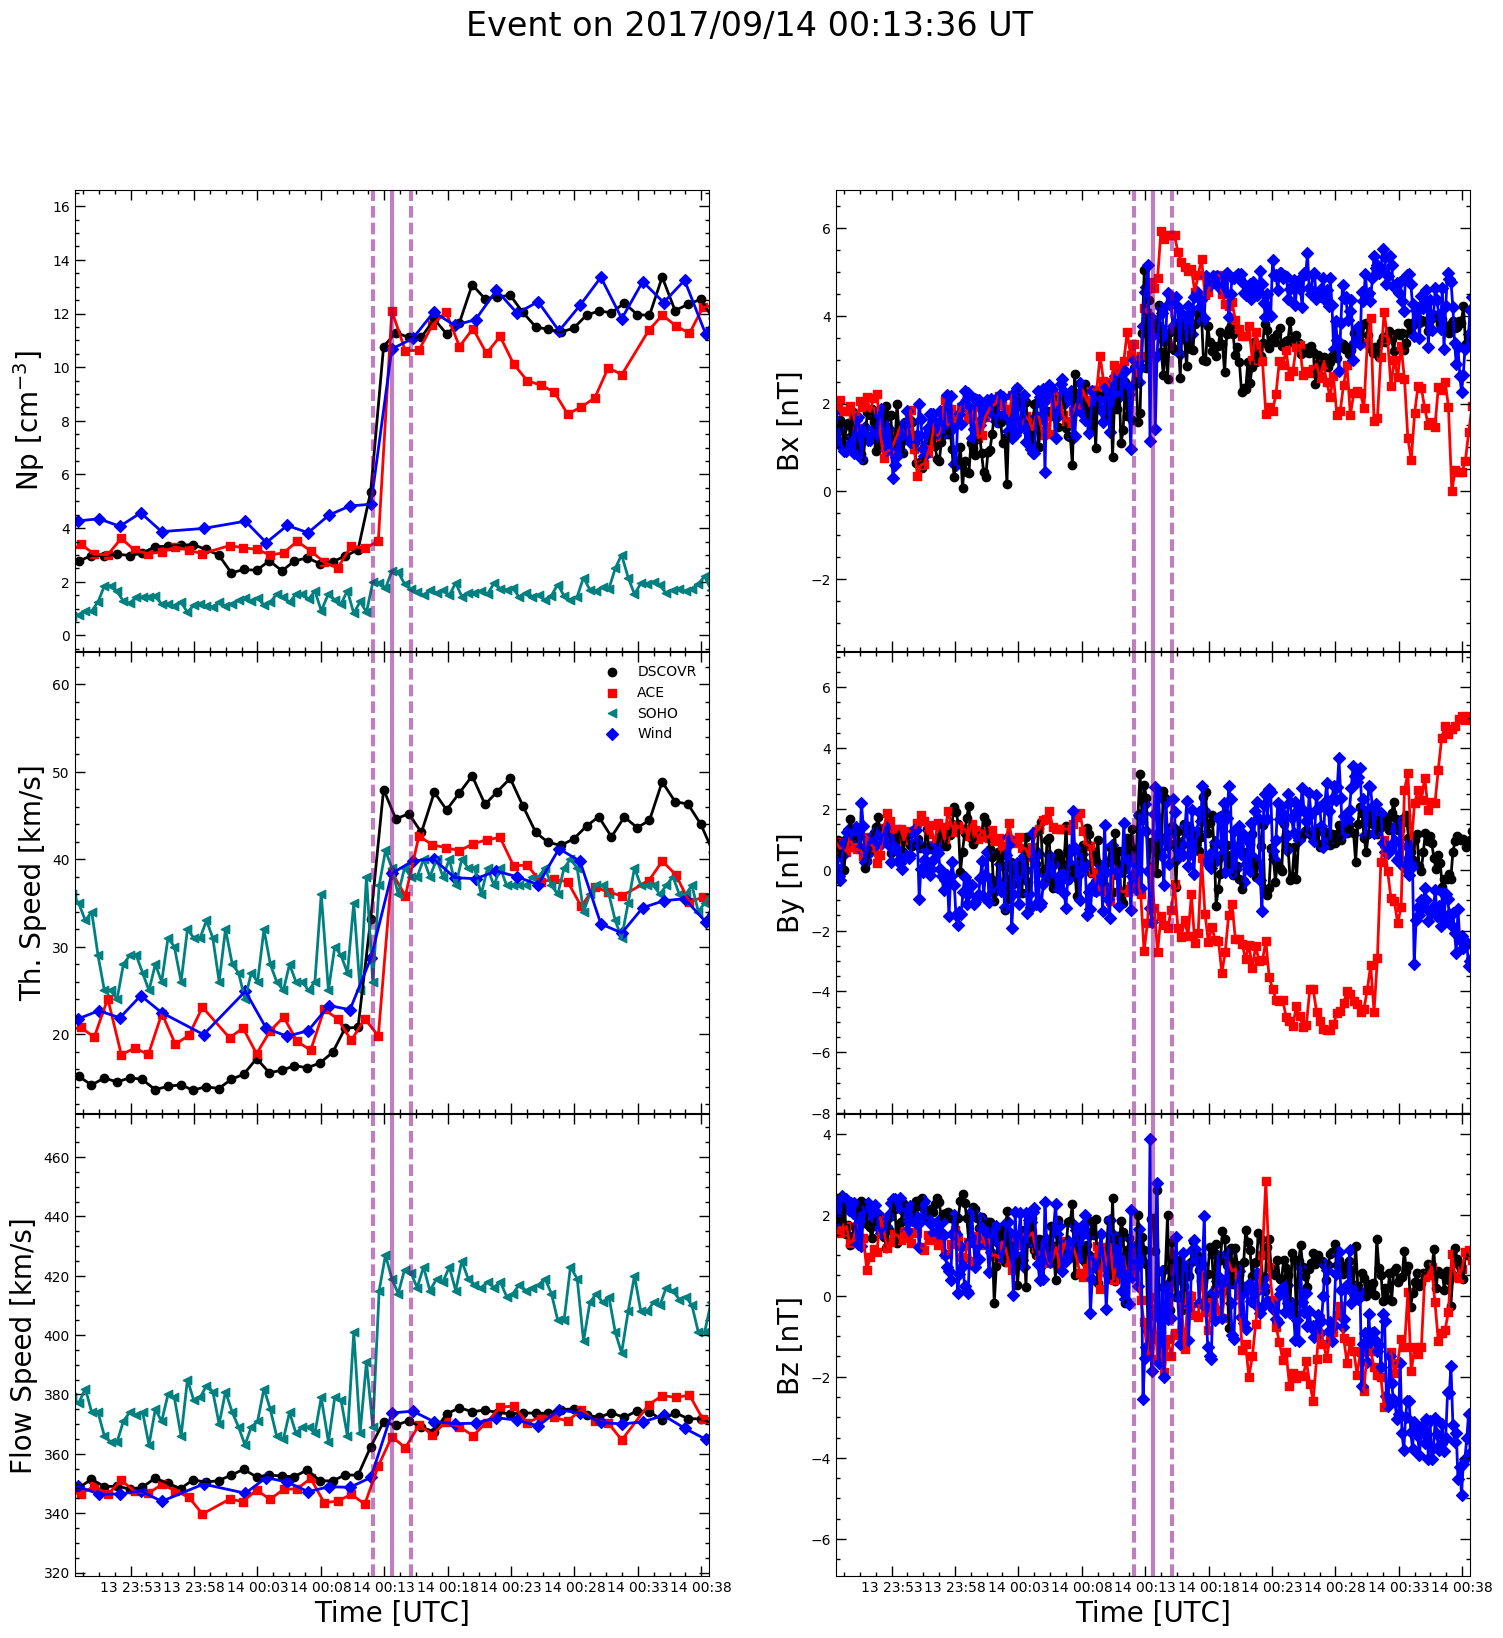 Event on 2017/09/14 00:13:36 UT
Np [cm⁻³]
16
14
12
10
8
6
4
2
0
Bx [nT]
6
4
2
0
−2
Th. Speed [km/s]
60
50
40
30
20
DSCOVR
ACE
SOHO
Wind
By [nT]
6
4
2
0
−2
−4
−6
−8
Flow Speed [km/s]
460
440
420
400
380
360
340
320
Bz [nT]
4
2
0
−2
−4
−6
13 23:53 13 23:58 14 00:03 14 00:08 14 00:13 14 00:18 14 00:23 14 00:28 14 00:33 14 00:38
Time [UTC]
13 23:53 13 23:58 14 00:03 14 00:08 14 00:13 14 00:18 14 00:23 14 00:28 14 00:33 14 00:38
Time [UTC]